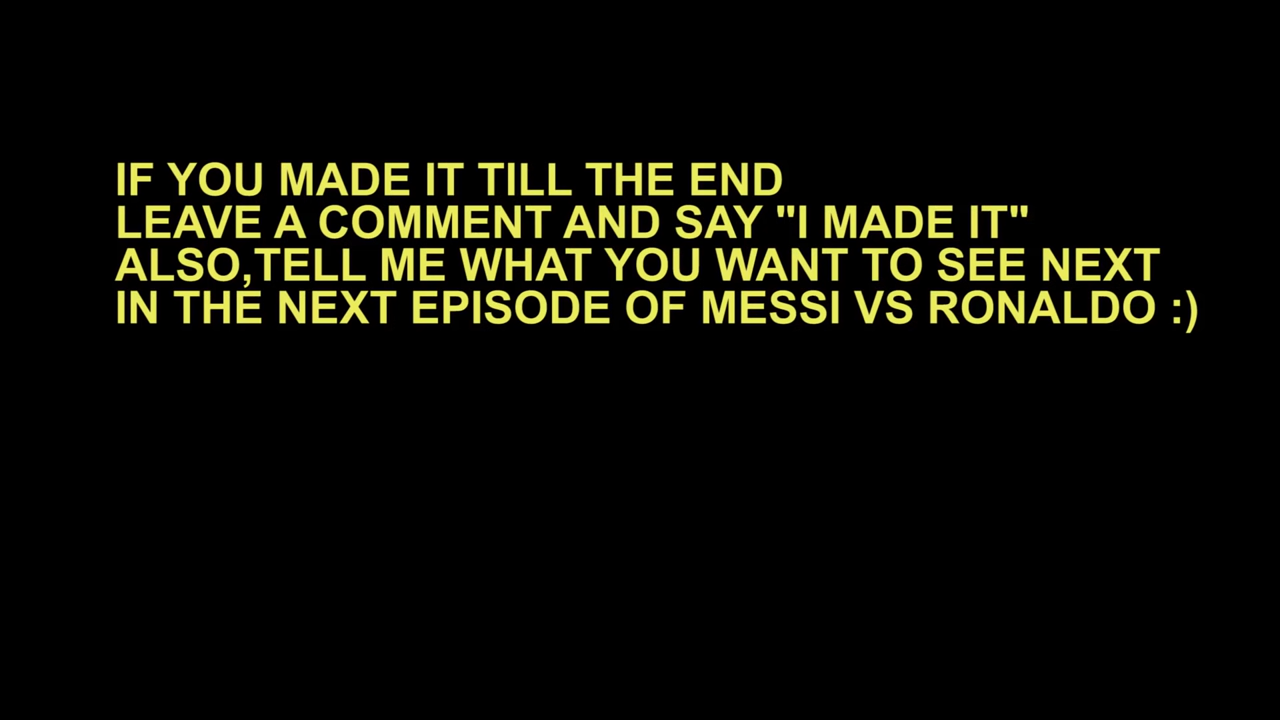 IF YOU MADE IT TILL THE END
LEAVE A COMMENT AND SAY "I MADE IT"
ALSO,TELL ME WHAT YOU WANT TO SEE NEXT
IN THE NEXT EPISODE OF MESSI VS RONALDO :)